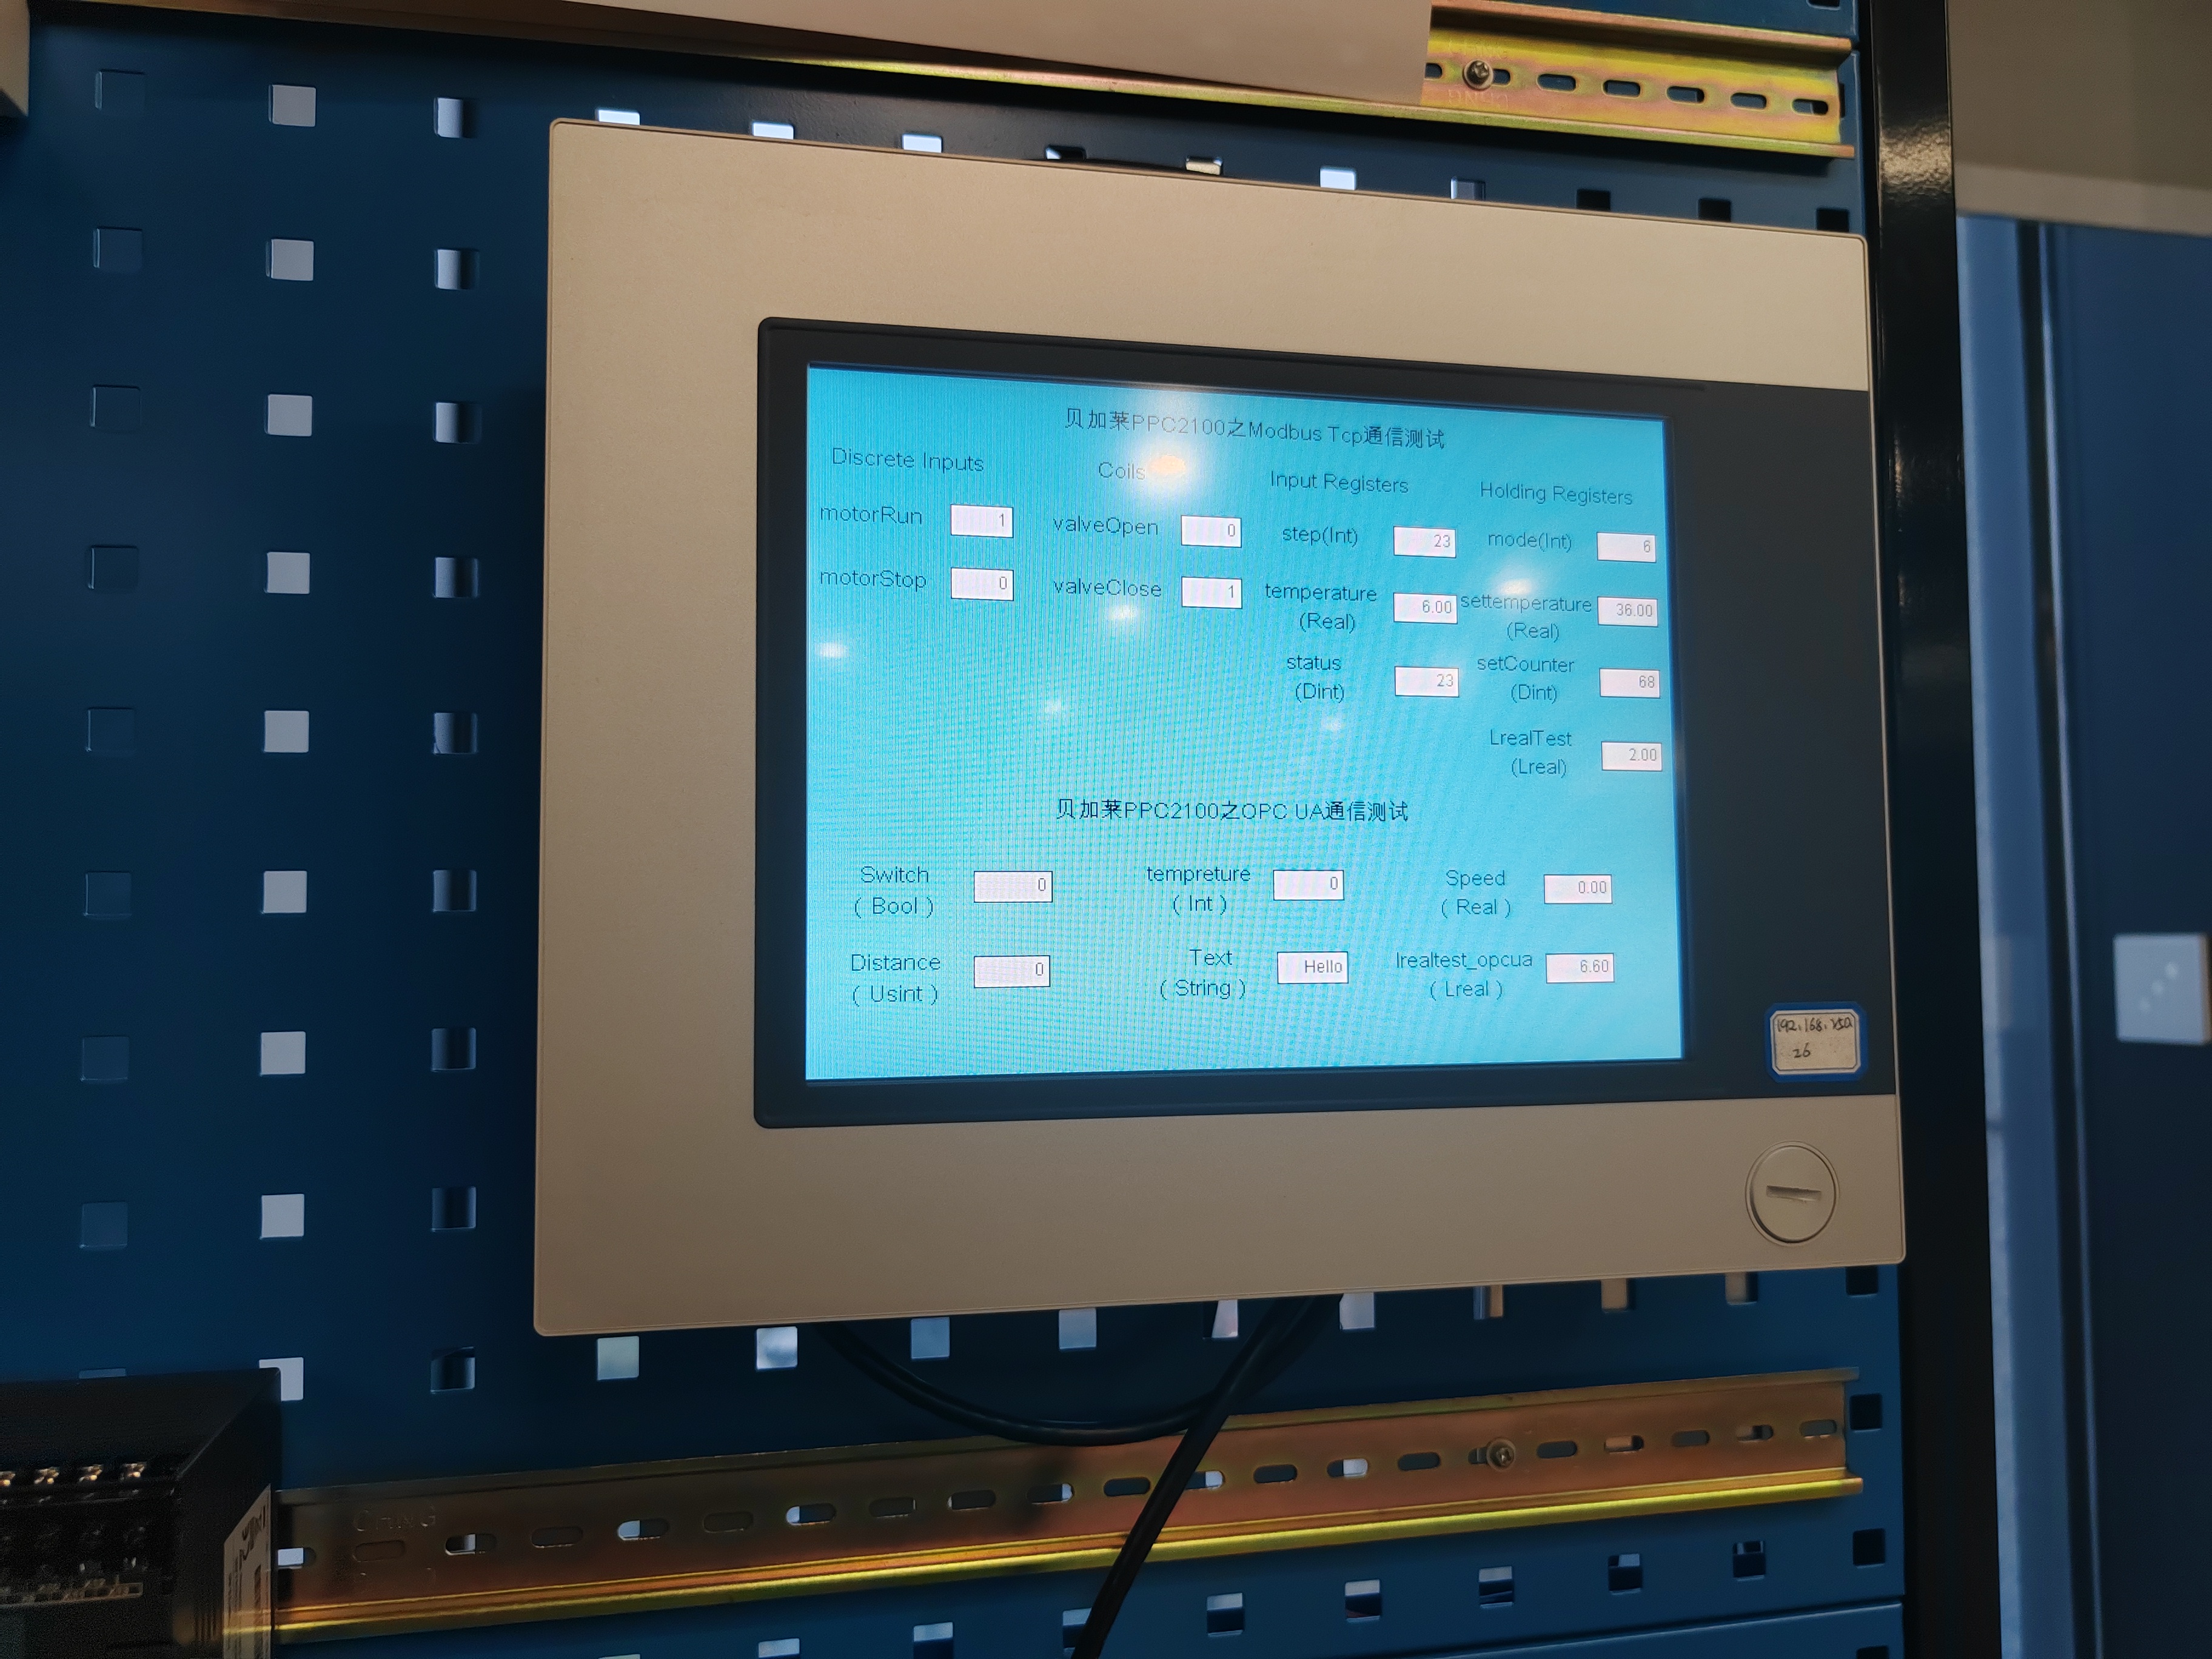 贝加莱PPC2100之Modbus Tcp通信测试
Discrete Inputs Coils Input Registers Holding Registers
motorRun 1 valveOpen 0 step(Int) 23 mode(Int) 6
motorStop 0 valveClose 1 temperature 6.00 settemperature 36.00
(Real) (Real)
status 23 setCounter 68
(Dint) (Dint)
LrealTest 2.00
(Lreal)
贝加莱PPC2100之OPC UA通信测试
Switch 0 tempreture 0 Speed 0.00
( Bool ) ( Int ) ( Real )
Distance 0 Text Hello lrealtest_opcua 6.60
( Usint ) ( String ) ( Lreal )
192.168.250
26